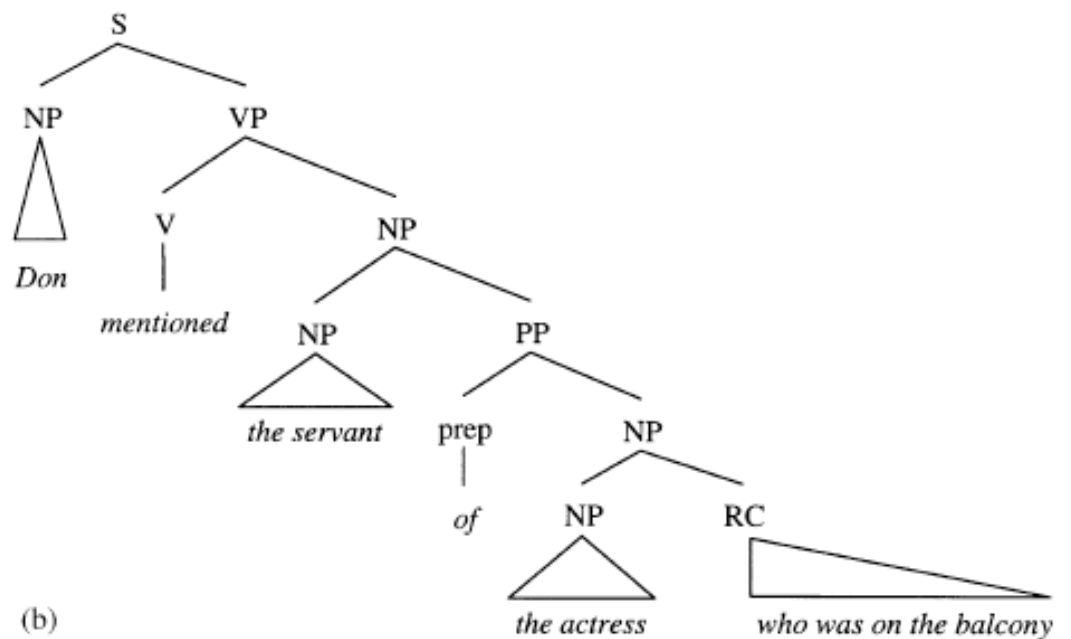 S
NP VP
V NP
Don
mentioned NP PP
the servant prep NP
of NP RC
(b) the actress who was on the balcony